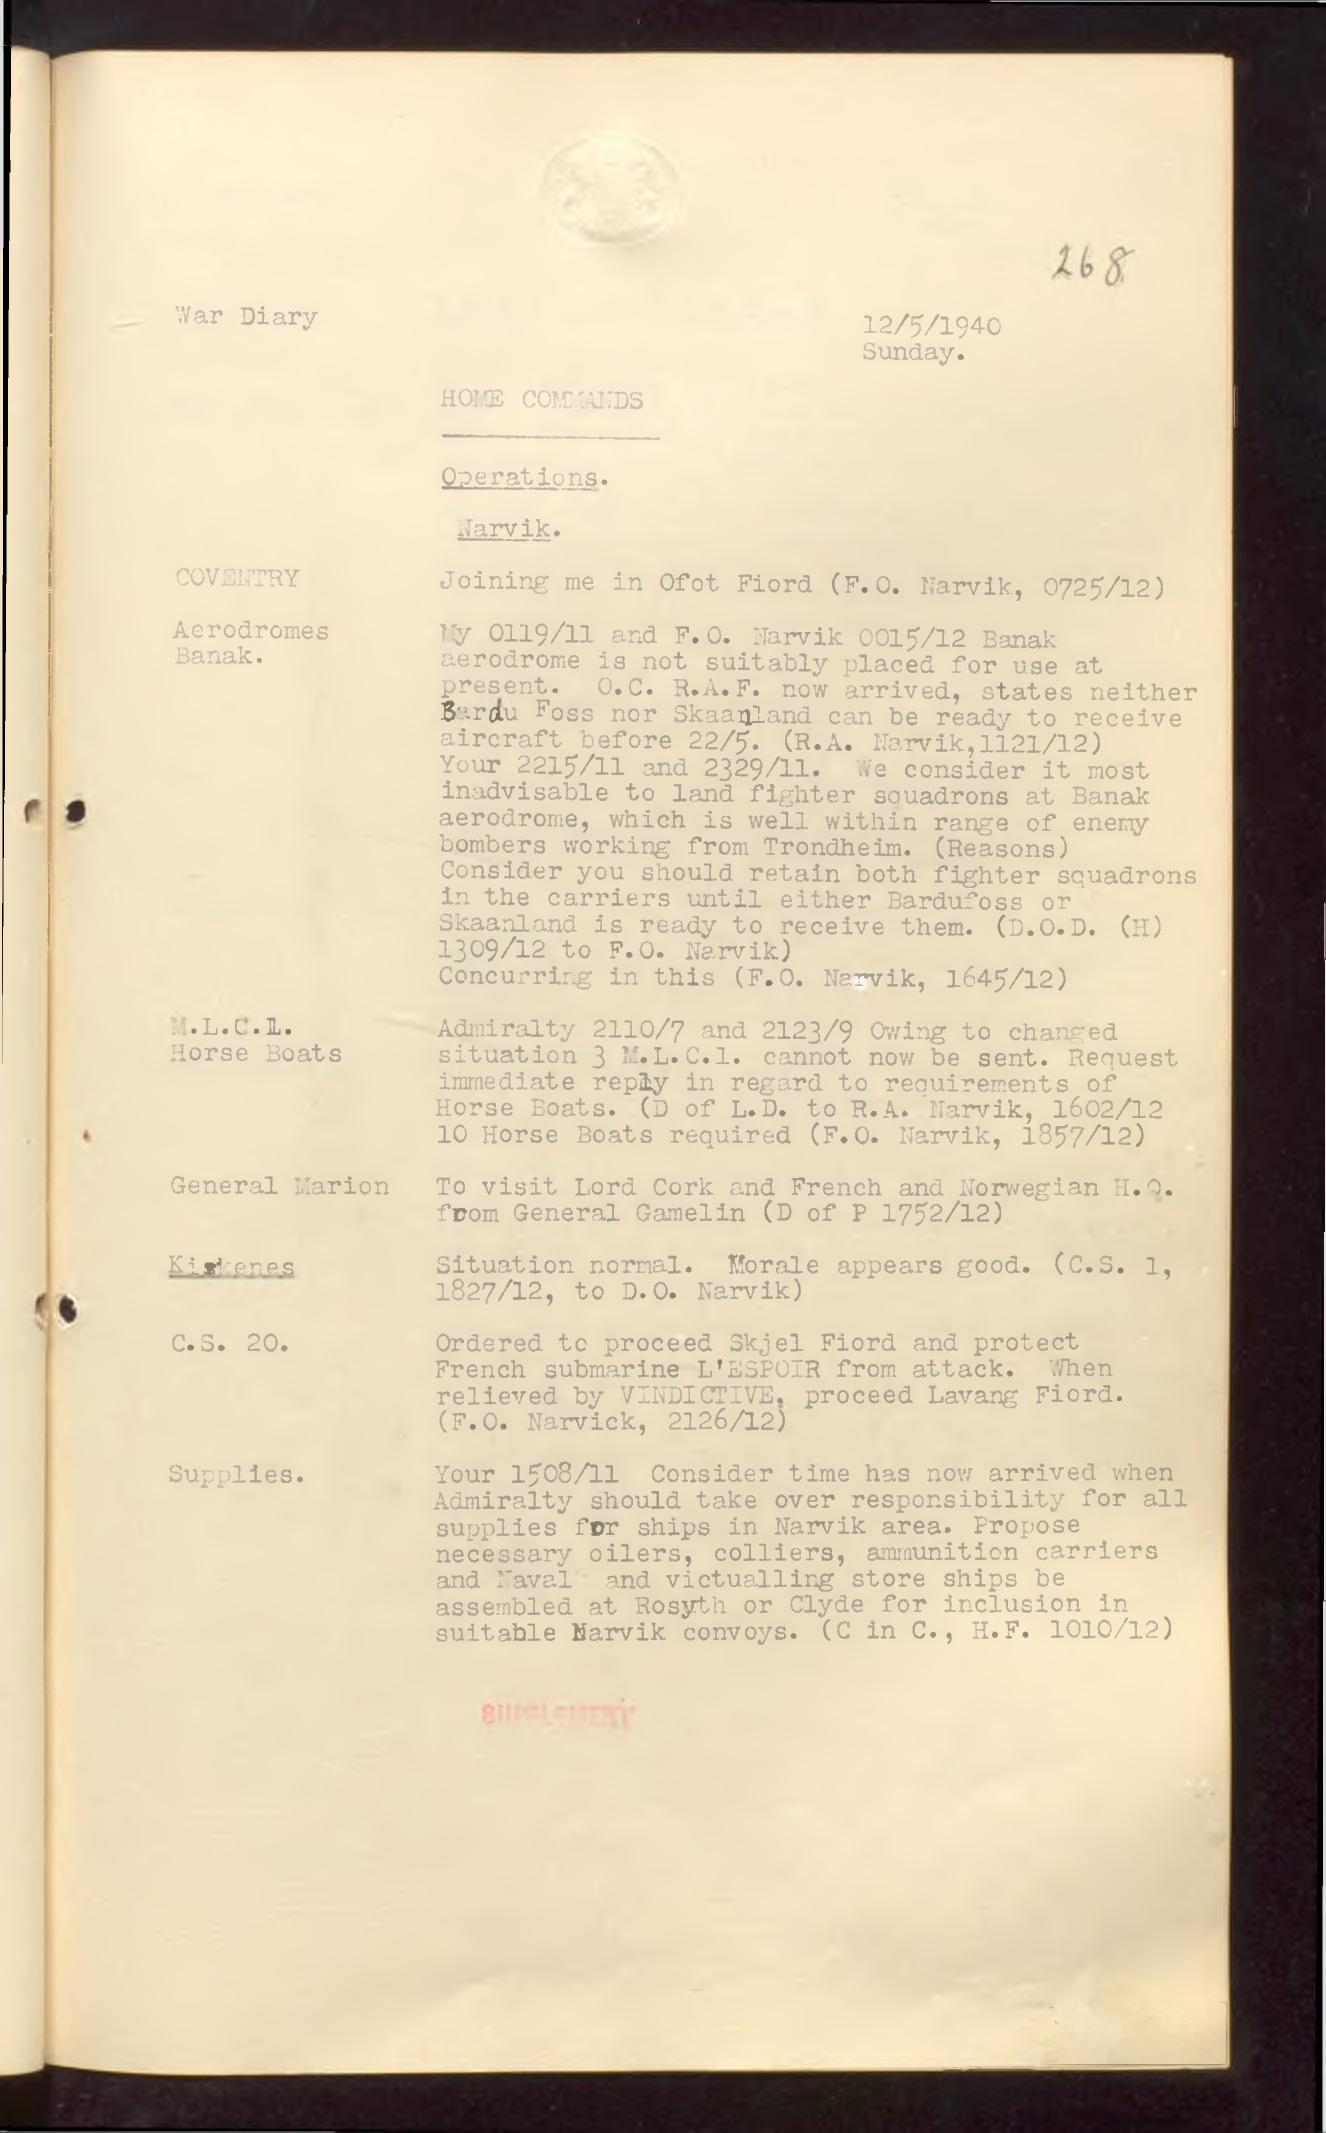 268
War Diary
12/5/1940
Sunday.
HOME COMMANDS
Operations.
Narvik.
COVENTRY
Joining me in Ofot Fiord (F.O. Narvik, 0725/12)
Aerodromes
Banak.
My 0119/11 and F.O. Narvik 0015/12 Banak
aerodrome is not suitably placed for use at
present. O.C. R.A.F. now arrived, states neither
Bardu Foss nor Skaanland can be ready to receive
aircraft before 22/5. (R.A. Narvik,1121/12)
Your 2215/11 and 2329/11. We consider it most
inadvisable to land fighter squadrons at Banak
aerodrome, which is well within range of enemy
bombers working from Trondheim. (Reasons)
Consider you should retain both fighter squadrons
in the carriers until either Bardufoss or
Skaanland is ready to receive them. (D.O.D. (H)
1309/12 to F.O. Narvik)
Concurring in this (F.O. Narvik, 1645/12)
M.L.C.1.
Horse Boats
Admiralty 2110/7 and 2123/9 Owing to changed
situation 3 M.L.C.1. cannot now be sent. Request
immediate reply in regard to requirements of
Horse Boats. (D of L.D. to R.A. Narvik, 1602/12
10 Horse Boats required (F.O. Narvik, 1857/12)
General Marion
To visit Lord Cork and French and Norwegian H.Q.
from General Gamelin (D of P 1752/12)
Kirkenes
Situation normal. Morale appears good. (C.S. 1,
1827/12, to D.O. Narvik)
C.S. 20.
Ordered to proceed Skjel Fiord and protect
French submarine L'ESPOIR from attack. When
relieved by VINDICTIVE, proceed Lavang Fiord.
(F.O. Narvick, 2126/12)
Supplies.
Your 1508/11 Consider time has now arrived when
Admiralty should take over responsibility for all
supplies for ships in Narvik area. Propose
necessary oilers, colliers, ammunition carriers
and Naval and victualling store ships be
assembled at Rosyth or Clyde for inclusion in
suitable Narvik convoys. (C in C., H.F. 1010/12)
SUPPLEMENT